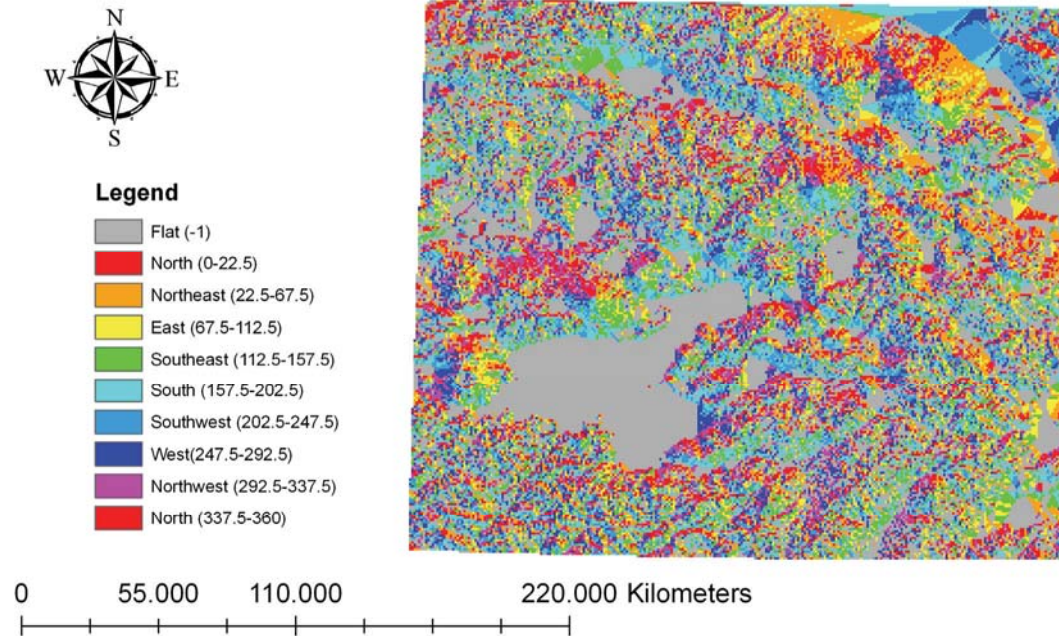 N
W E
S
Legend
Flat (-1)
North (0-22.5)
Northeast (22.5-67.5)
East (67.5-112.5)
Southeast (112.5-157.5)
South (157.5-202.5)
Southwest (202.5-247.5)
West(247.5-292.5)
Northwest (292.5-337.5)
North (337.5-360)
0 55.000 110.000 220.000 Kilometers